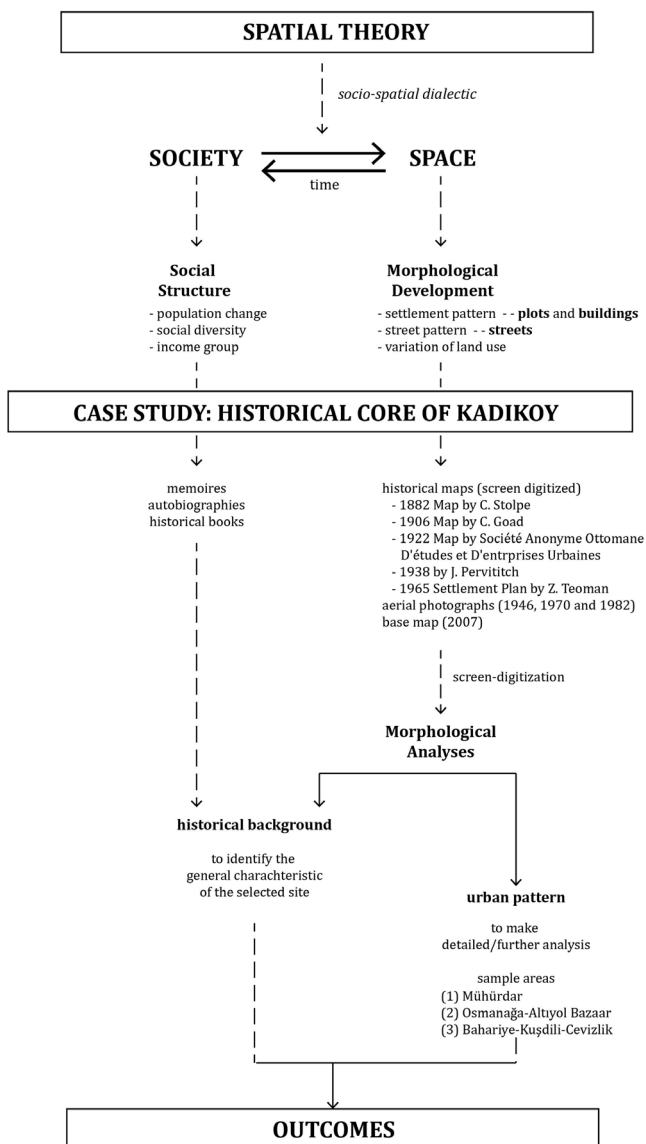 SPATIAL THEORY
socio-spatial dialectic
SOCIETY
SPACE
time
Social
Structure
- population change
- social diversity
- income group
Morphological
Development
- settlement pattern - - plots and buildings
- street pattern - - streets
- variation of land use
CASE STUDY: HISTORICAL CORE OF KADIKOY
memoires
autobiographies
historical books
historical maps (screen digitized)
- 1882 Map by C. Stolpe
- 1906 Map by C. Goad
- 1922 Map by Société Anonyme Ottomane
D'études et D'entrprises Urbaines
- 1938 by J. Pervititch
- 1965 Settlement Plan by Z. Teoman
aerial photographs (1946, 1970 and 1982)
base map (2007)
screen-digitization
Morphological
Analyses
historical background
to identify the
general charachteristic
of the selected site
urban pattern
to make
detailed/further analysis
sample areas
(1) Mühürdar
(2) Osmanağa-Altıyol Bazaar
(3) Bahariye-Kuşdili-Cevizlik
OUTCOMES